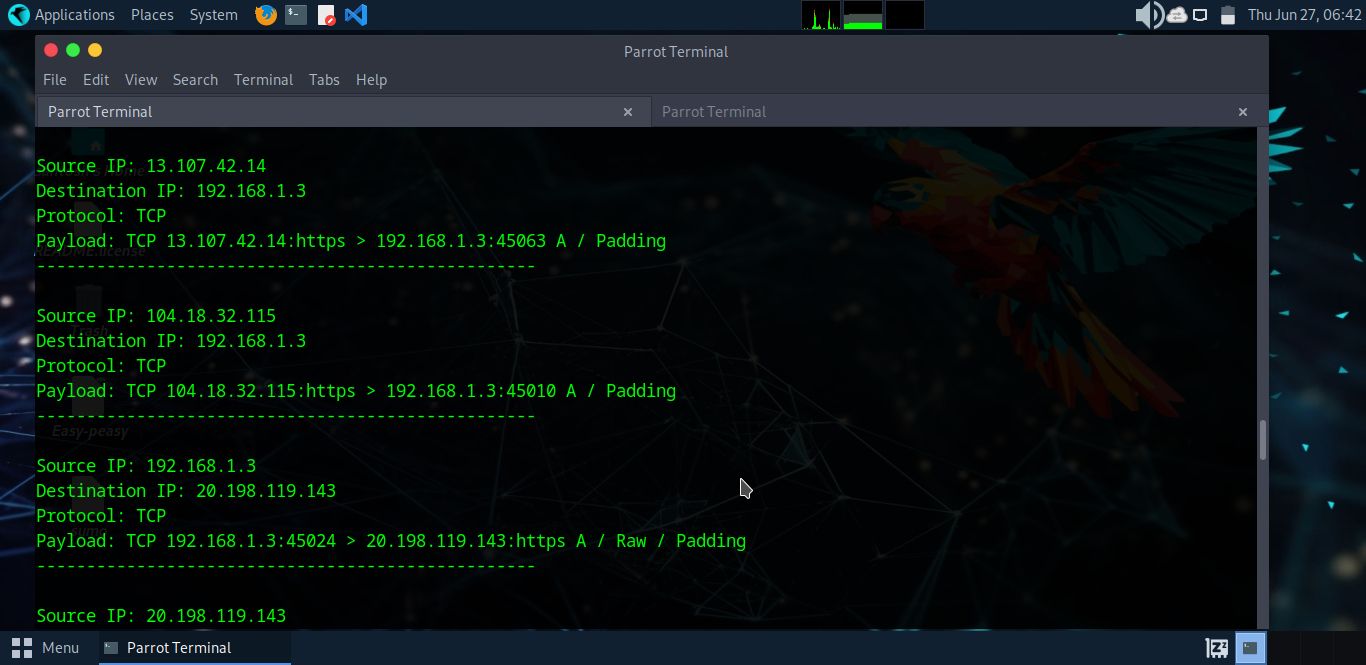 Applications Places System Thu Jun 27, 06:42
Parrot Terminal
File Edit View Search Terminal Tabs Help
Parrot Terminal × Parrot Terminal ×
Source IP: 13.107.42.14
Destination IP: 192.168.1.3
Protocol: TCP
Payload: TCP 13.107.42.14:https > 192.168.1.3:45063 A / Padding
--------------------------------------------------
Source IP: 104.18.32.115
Destination IP: 192.168.1.3
Protocol: TCP
Trash
Payload: TCP 104.18.32.115:https > 192.168.1.3:45010 A / Padding
--------------------------------------------------
Easy-peasy
Source IP: 192.168.1.3
Destination IP: 20.198.119.143
Protocol: TCP
sumo
Payload: TCP 192.168.1.3:45024 > 20.198.119.143:https A / Raw / Padding
--------------------------------------------------
Source IP: 20.198.119.143
Menu Parrot Terminal